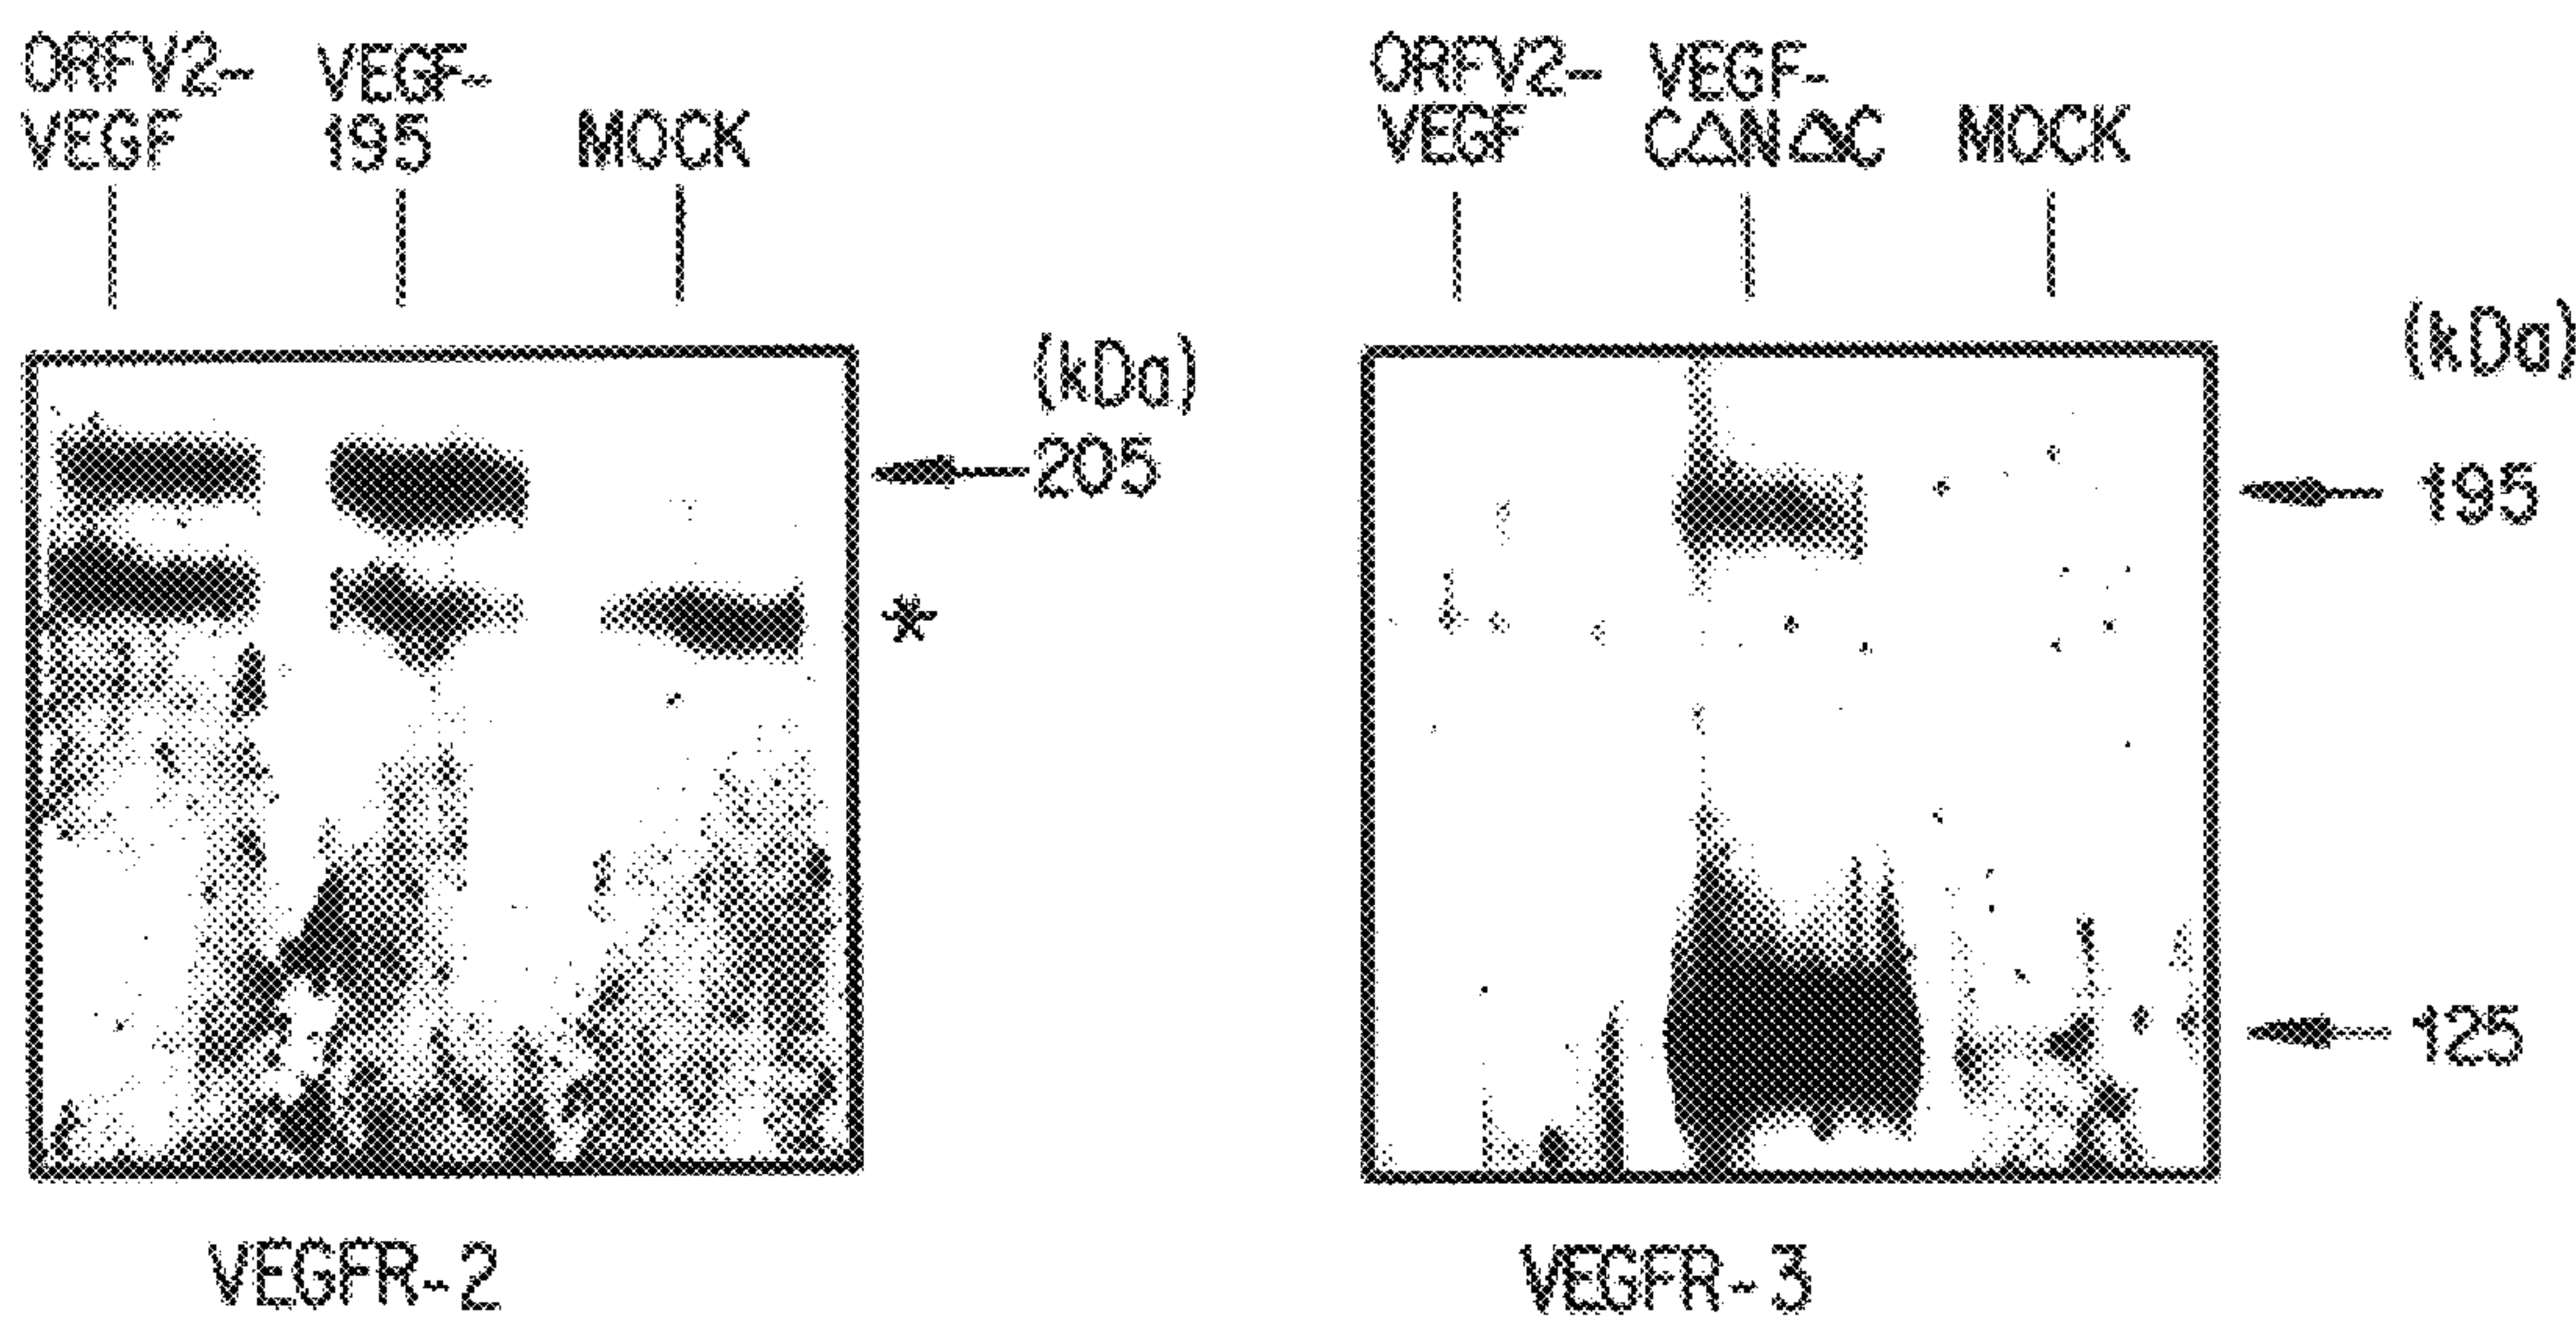 ORFV2-
VEGF
VEGF-
195
MOCK
(kDa)
205
*
VEGFR-2
ORFV2-
VEGF
VEGF-
CΔNΔC
MOCK
(kDa)
195
125
VEGFR-3